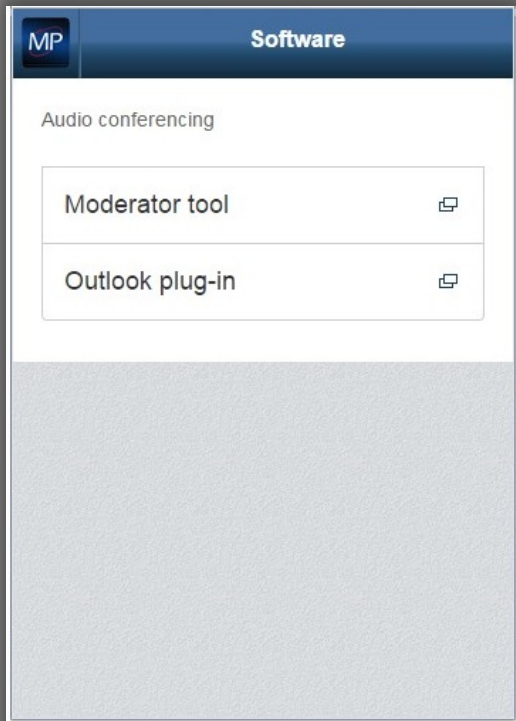 MP
Software
Audio conferencing
Moderator tool
Outlook plug-in